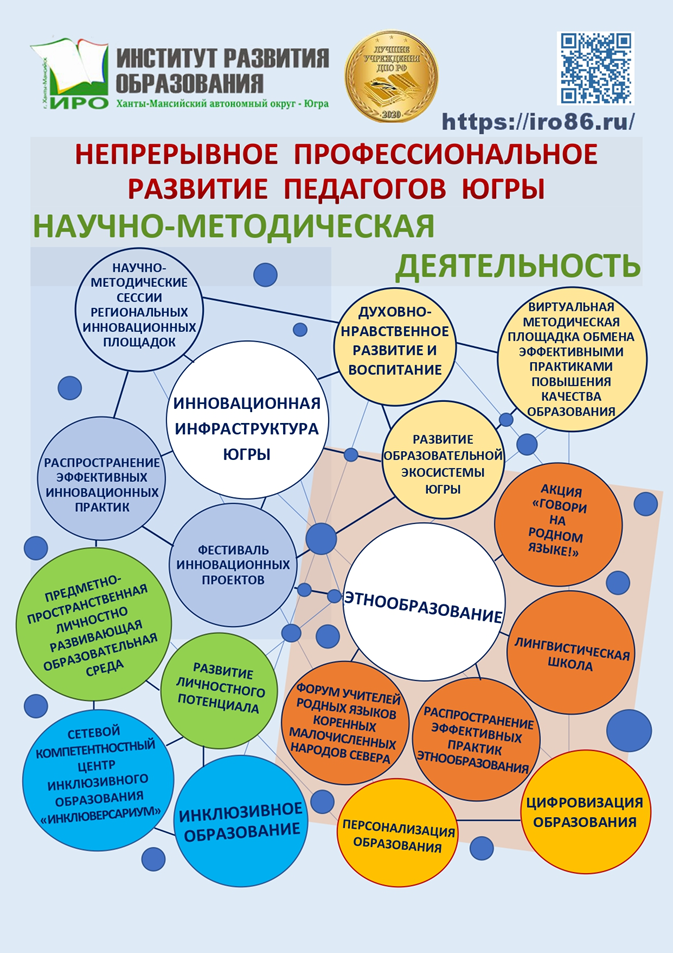 г. Ханты-Мансийск
ИРО
ИНСТИТУТ РАЗВИТИЯ
ОБРАЗОВАНИЯ
Ханты-Мансийский автономный округ - Югра
ЛУЧШИЕ
УЧРЕЖДЕНИЯ
ДПО РФ
2020
https://iro86.ru/
НЕПРЕРЫВНОЕ ПРОФЕССИОНАЛЬНОЕ
РАЗВИТИЕ ПЕДАГОГОВ ЮГРЫ
НАУЧНО-МЕТОДИЧЕСКАЯ
ДЕЯТЕЛЬНОСТЬ
НАУЧНО-
МЕТОДИЧЕСКИЕ
СЕССИИ
РЕГИОНАЛЬНЫХ
ИННОВАЦИОННЫХ
ПЛОЩАДОК
ДУХОВНО-
НРАВСТВЕННОЕ
РАЗВИТИЕ И
ВОСПИТАНИЕ
ВИРТУАЛЬНАЯ
МЕТОДИЧЕСКАЯ
ПЛОЩАДКА ОБМЕНА
ЭФФЕКТИВНЫМИ
ПРАКТИКАМИ
ПОВЫШЕНИЯ
КАЧЕСТВА
ОБРАЗОВАНИЯ
ИННОВАЦИОННАЯ
ИНФРАСТРУКТУРА
ЮГРЫ
РАЗВИТИЕ
ОБРАЗОВАТЕЛЬНОЙ
ЭКОСИСТЕМЫ
ЮГРЫ
РАСПРОСТРАНЕНИЕ
ЭФФЕКТИВНЫХ
ИННОВАЦИОННЫХ
ПРАКТИК
АКЦИЯ
«ГОВОРИ
НА
РОДНОМ
ЯЗЫКЕ!»
ФЕСТИВАЛЬ
ИННОВАЦИОННЫХ
ПРОЕКТОВ
ЭТНООБРАЗОВАНИЕ
ПРЕДМЕТНО-
ПРОСТРАНСТВЕННАЯ
ЛИЧНОСТНО
РАЗВИВАЮЩАЯ
ОБРАЗОВАТЕЛЬНАЯ
СРЕДА
ЛИНГВИСТИЧЕСКАЯ
ШКОЛА
РАЗВИТИЕ
ЛИЧНОСТНОГО
ПОТЕНЦИАЛА
ФОРУМ УЧИТЕЛЕЙ
РОДНЫХ ЯЗЫКОВ
КОРЕННЫХ
МАЛОЧИСЛЕННЫХ
НАРОДОВ СЕВЕРА
РАСПРОСТРАНЕНИЕ
ЭФФЕКТИВНЫХ
ПРАКТИК
ЭТНООБРАЗОВАНИЯ
СЕТЕВОЙ
КОМПЕТЕНТНОСТНЫЙ
ЦЕНТР
ИНКЛЮЗИВНОГО
ОБРАЗОВАНИЯ
«ИНКЛЮВЕРСАРИУМ»
ИНКЛЮЗИВНОЕ
ОБРАЗОВАНИЕ
ПЕРСОНАЛИЗАЦИЯ
ОБРАЗОВАНИЯ
ЦИФРОВИЗАЦИЯ
ОБРАЗОВАНИЯ